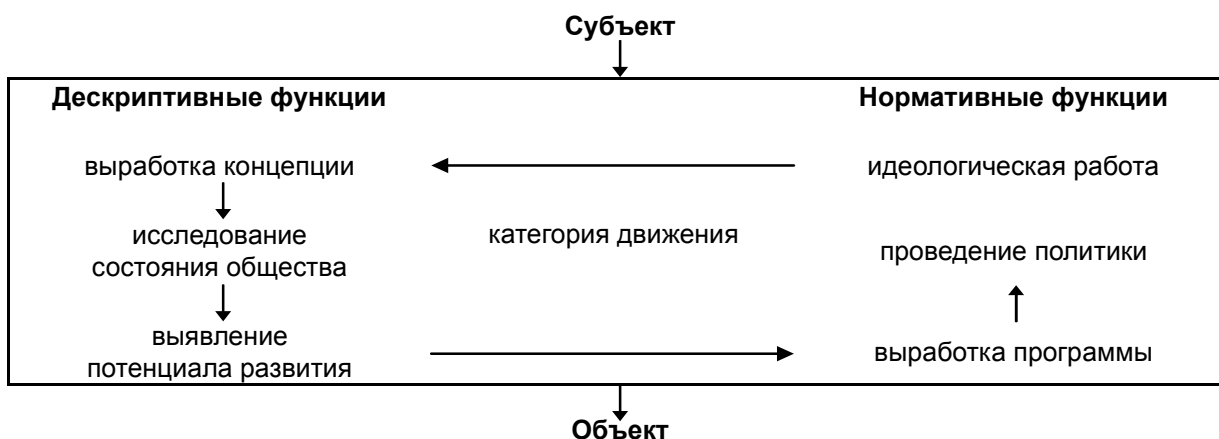 Субъект
Дескриптивные функции
Нормативные функции
выработка концепции
идеологическая работа
исследование
состояния общества
категория движения
проведение политики
выявление
потенциала развития
выработка программы
Объект